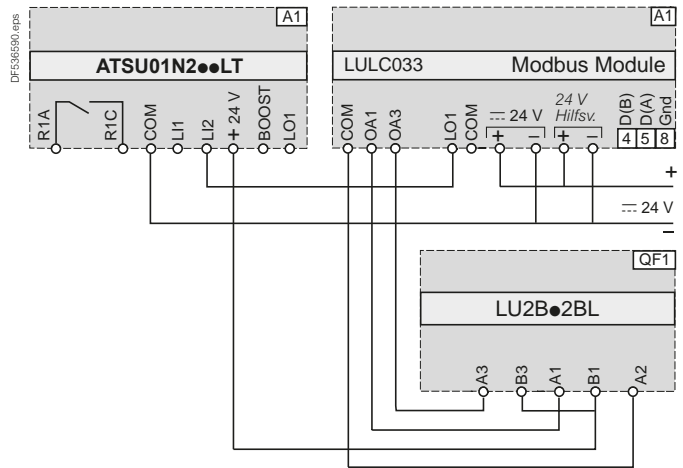 DF536590.eps
A1
ATSU01N2●●LT
R1A R1C COM LI1 LI2 + 24 V BOOST LO1
A1
LULC033 Modbus Module
COM OA1 OA3 LO1 COM 24 V 24 V Hilfsv. D(B) D(A) Gnd
+ − + − 4 5 8
+
24 V
−
QF1
LU2B●2BL
A3 B3 A1 B1 A2